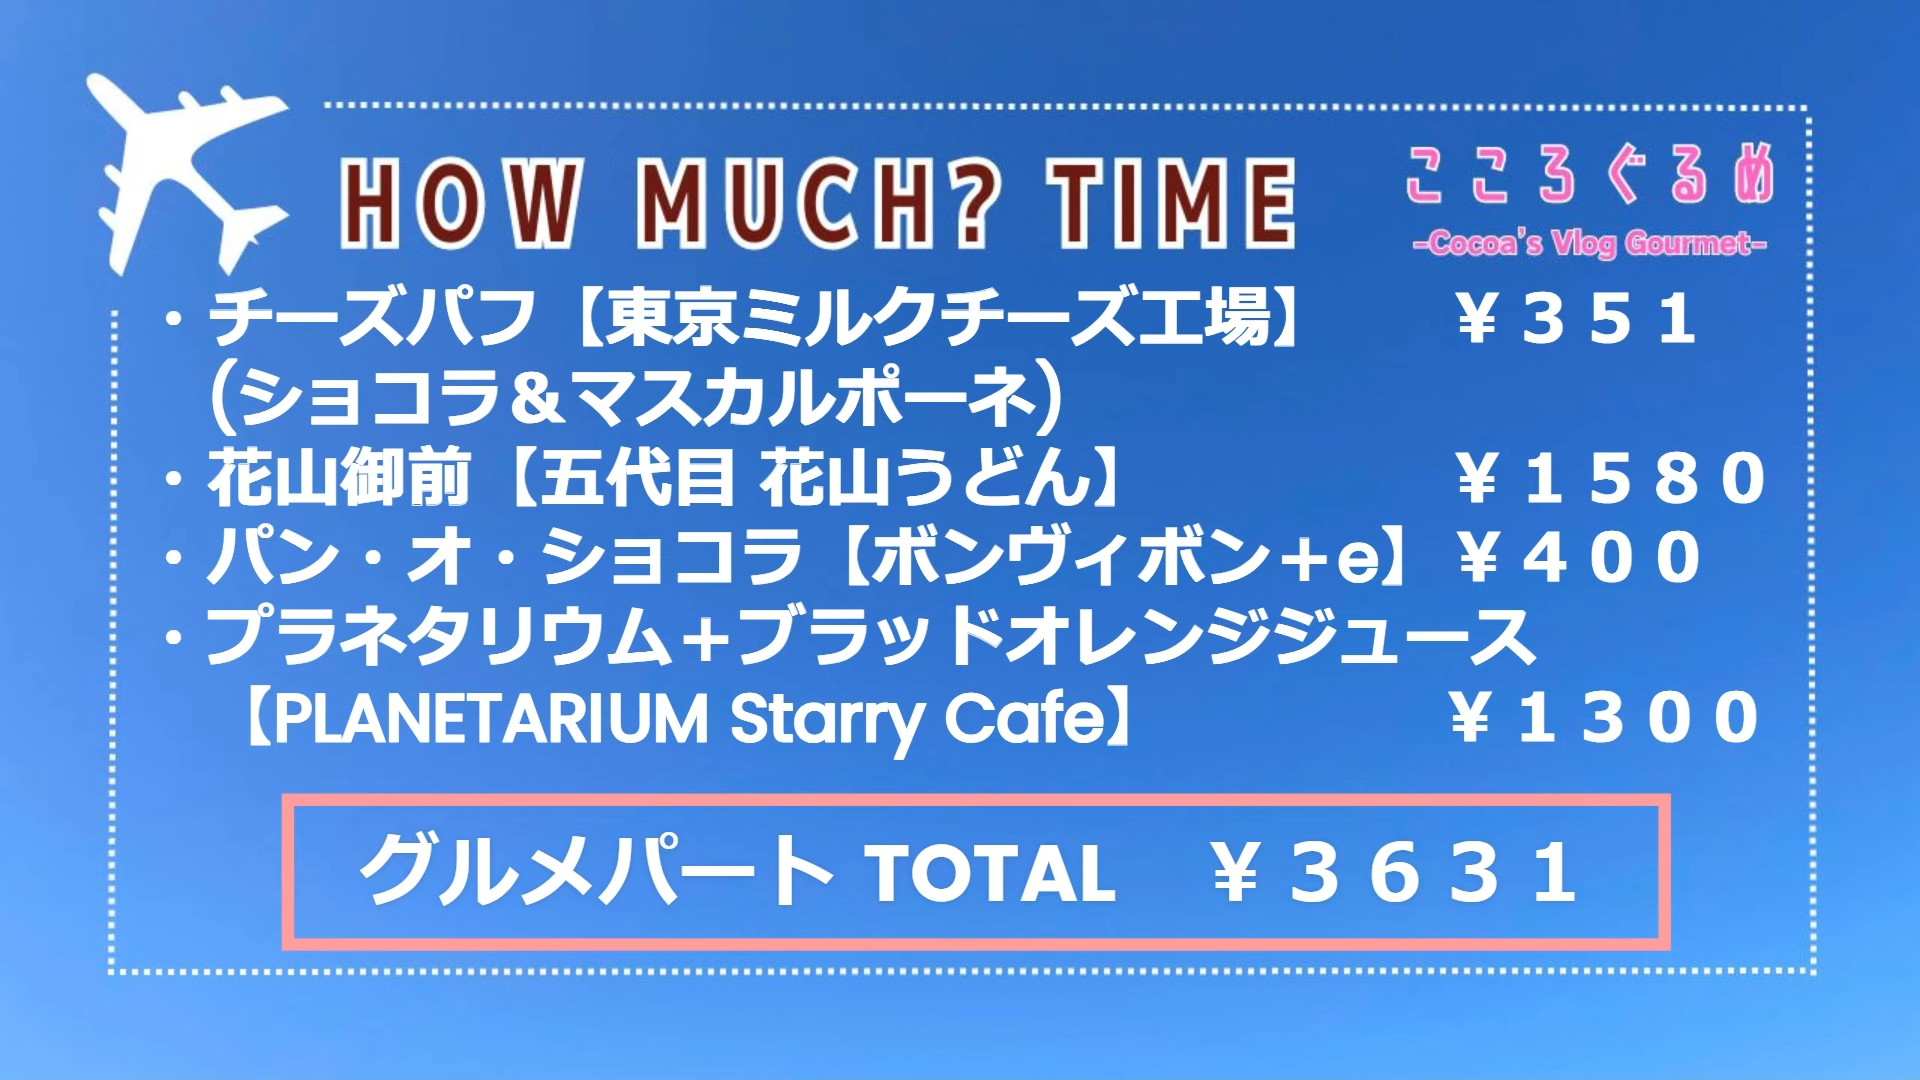 HOW MUCH? TIME
こころぐるめ
-Cocoa's Vlog Gourmet-
・チーズパフ【東京ミルクチーズ工場】 ¥351
(ショコラ&マスカルポーネ)
・花山御前【五代目 花山うどん】 ¥1580
・パン・オ・ショコラ【ボンヴィボン+e】 ¥400
・プラネタリウム+ブラッドオレンジジュース
【PLANETARIUM Starry Cafe】 ¥1300
グルメパート TOTAL ¥3631